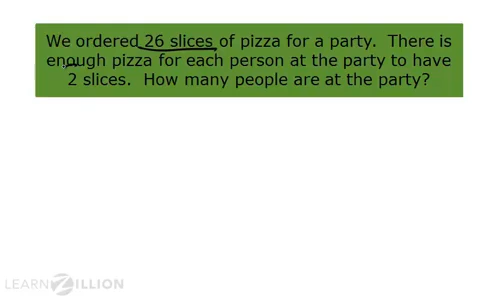 We ordered 26 slices of pizza for a party. There is
enough pizza for each person at the party to have
2 slices. How many people are at the party?
LEARNZILLION